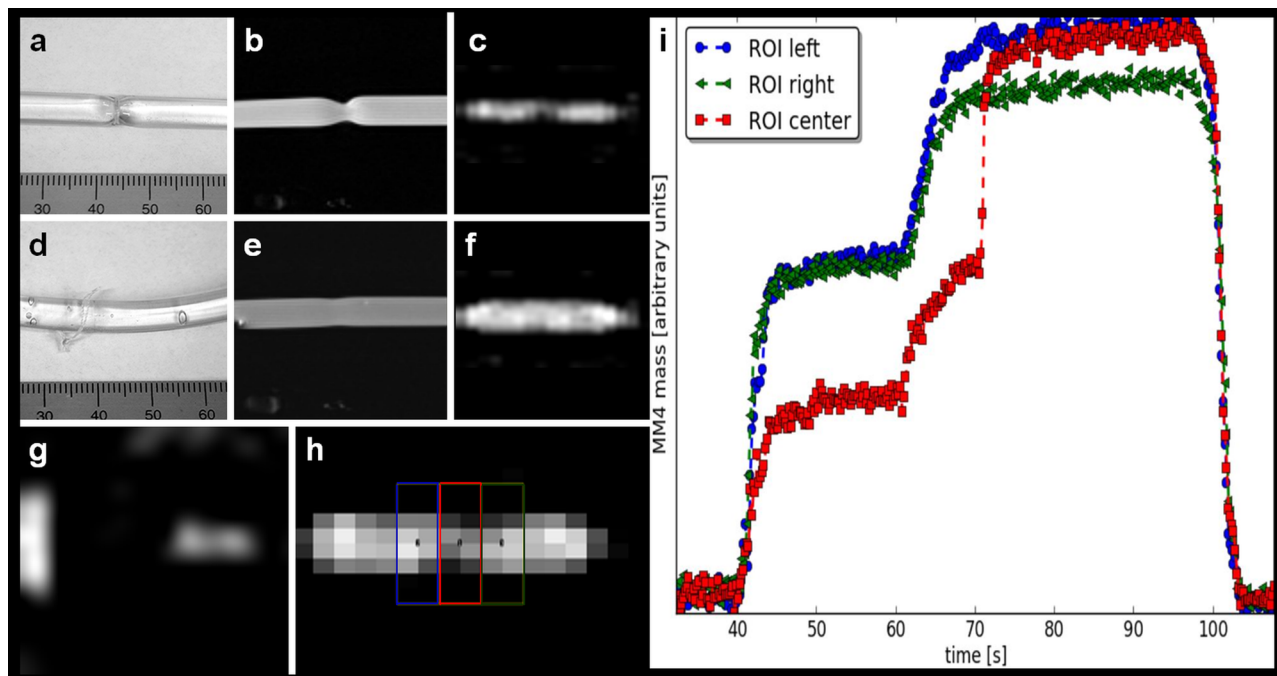 a
b
c
30 40 50 60
d
e
f
30 40 50 60
g
h
i
ROI left
ROI right
ROI center
MM4 mass [arbitrary units]
40 50 60 70 80 90 100
time [s]